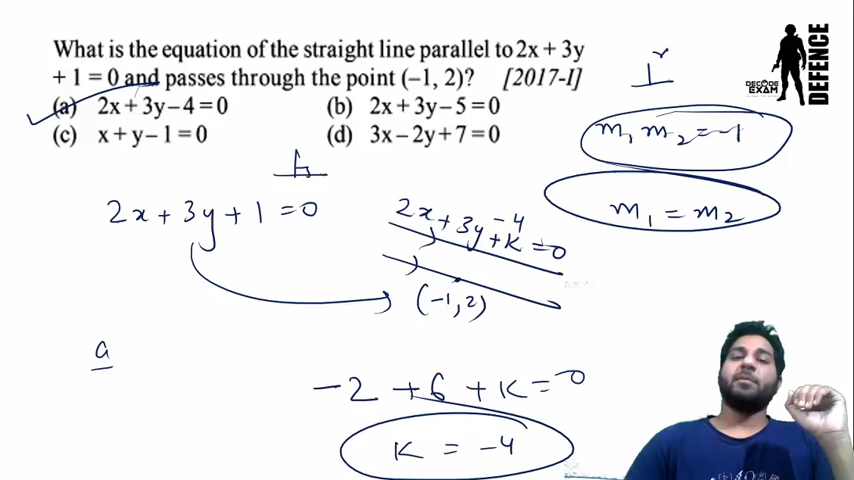 What is the equation of the straight line parallel to 2x + 3y
+ 1 = 0 and passes through the point (−1, 2)? [2017-I]
(a) 2x + 3y − 4 = 0 (b) 2x + 3y − 5 = 0
(c) x + y − 1 = 0 (d) 3x − 2y + 7 = 0
DECODE
EXAM
DEFENCE
m₁ m₂ = −1
m₁ = m₂
2x + 3y + 1 = 0
2x + 3y + K = 0
−4
(−1, 2)
a
−2 + 6 + K = 0
K = −4